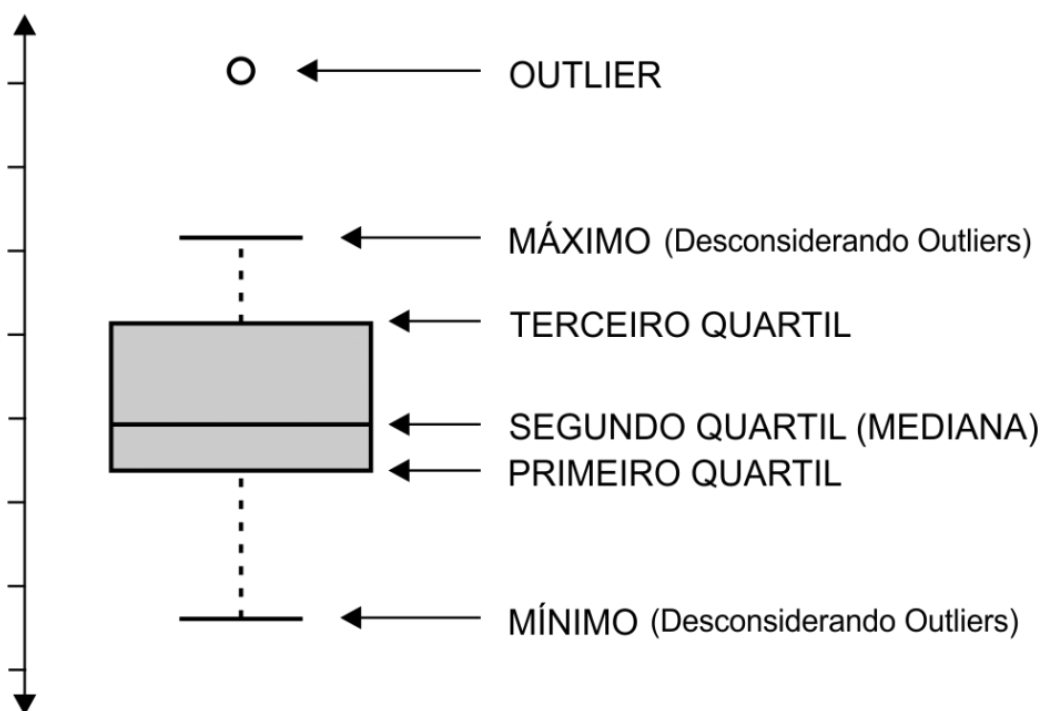 OUTLIER
MÁXIMO (Desconsiderando Outliers)
TERCEIRO QUARTIL
SEGUNDO QUARTIL (MEDIANA)
PRIMEIRO QUARTIL
MÍNIMO (Desconsiderando Outliers)